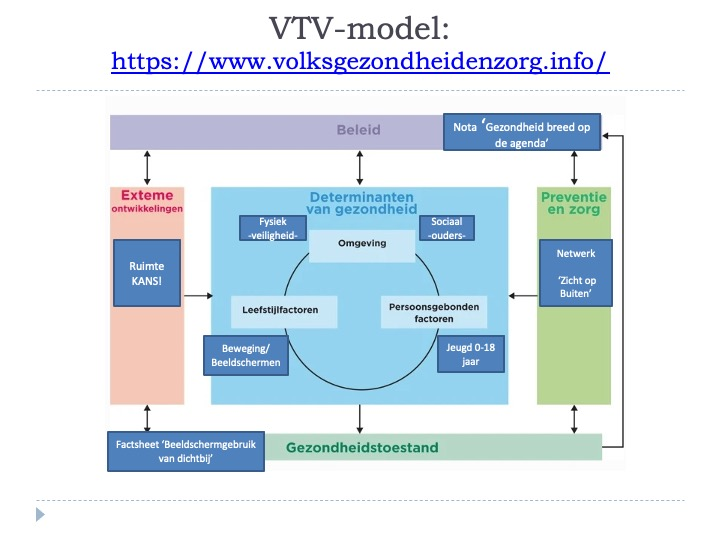 VTV-model:
https://www.volksgezondheidenzorg.info/
Beleid
Nota ‘Gezondheid breed op
de agenda’
Externe
ontwikkelingen
Determinanten
van gezondheid
Preventie
en zorg
Fysiek
-veiligheid-
Sociaal
-ouders-
Omgeving
Ruimte
KANS!
Netwerk
‘Zicht op
Buiten’
Leefstijlfactoren
Persoonsgebonden
factoren
Beweging/
Beeldschermen
Jeugd 0-18
jaar
Factsheet ‘Beeldschermgebruik
van dichtbij’
Gezondheidstoestand